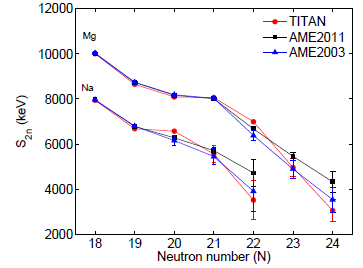 12000
10000
8000
6000
4000
2000
S2n (keV)
Mg
Na
TITAN
AME2011
AME2003
18 19 20 21 22 23 24
Neutron number (N)